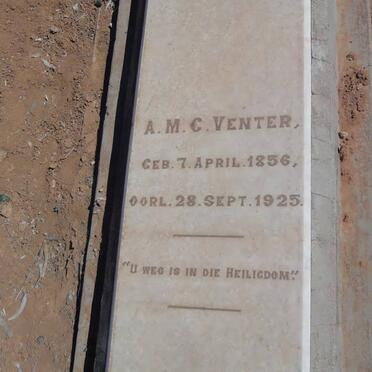 A. M. C. VENTER,
GEB. 7. APRIL. 1856,
OORL. 28. SEPT. 1925.
"U WEG IS IN DIE HEILIGDOM."